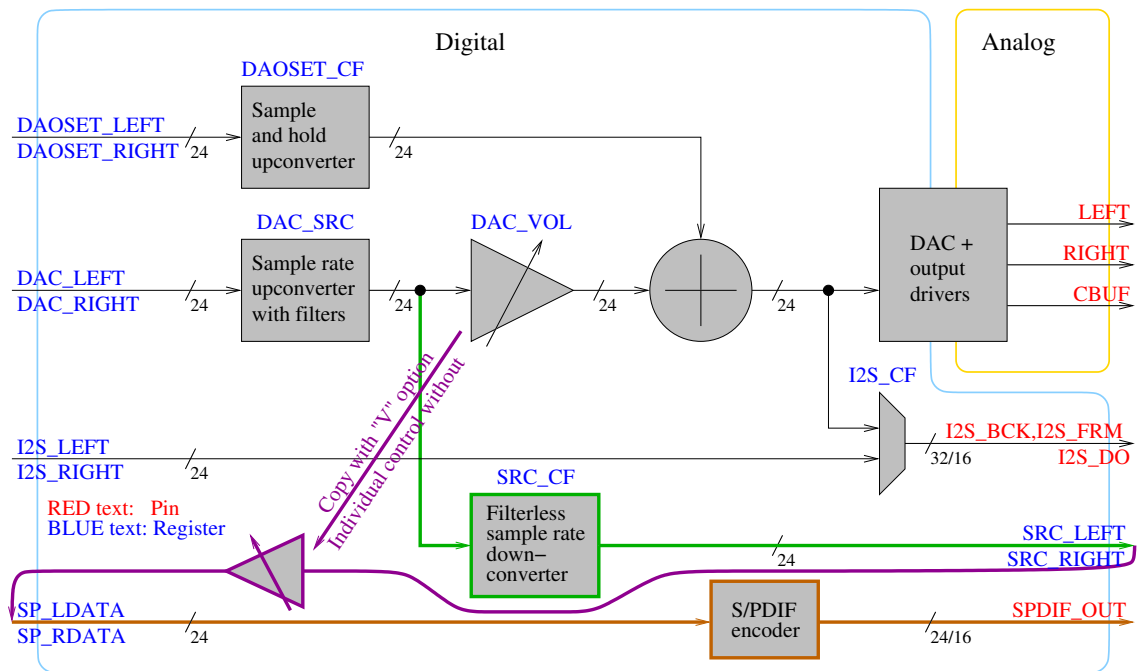 Digital
Analog
DAOSET_CF
DAOSET_LEFT
DAOSET_RIGHT
24
Sample
and hold
upconverter
24
DAC_SRC
DAC_VOL
DAC_LEFT
DAC_RIGHT
24
Sample rate
upconverter
with filters
24
24
24
DAC +
output
drivers
LEFT
RIGHT
CBUF
Copy with "V" option
Individual control without
I2S_CF
I2S_LEFT
I2S_RIGHT
24
I2S_BCK,I2S_FRM
32/16
I2S_DO
RED text: Pin
BLUE text: Register
SRC_CF
Filterless
sample rate
down-
converter
24
SRC_LEFT
SRC_RIGHT
SP_LDATA
SP_RDATA
24
S/PDIF
encoder
SPDIF_OUT
24/16